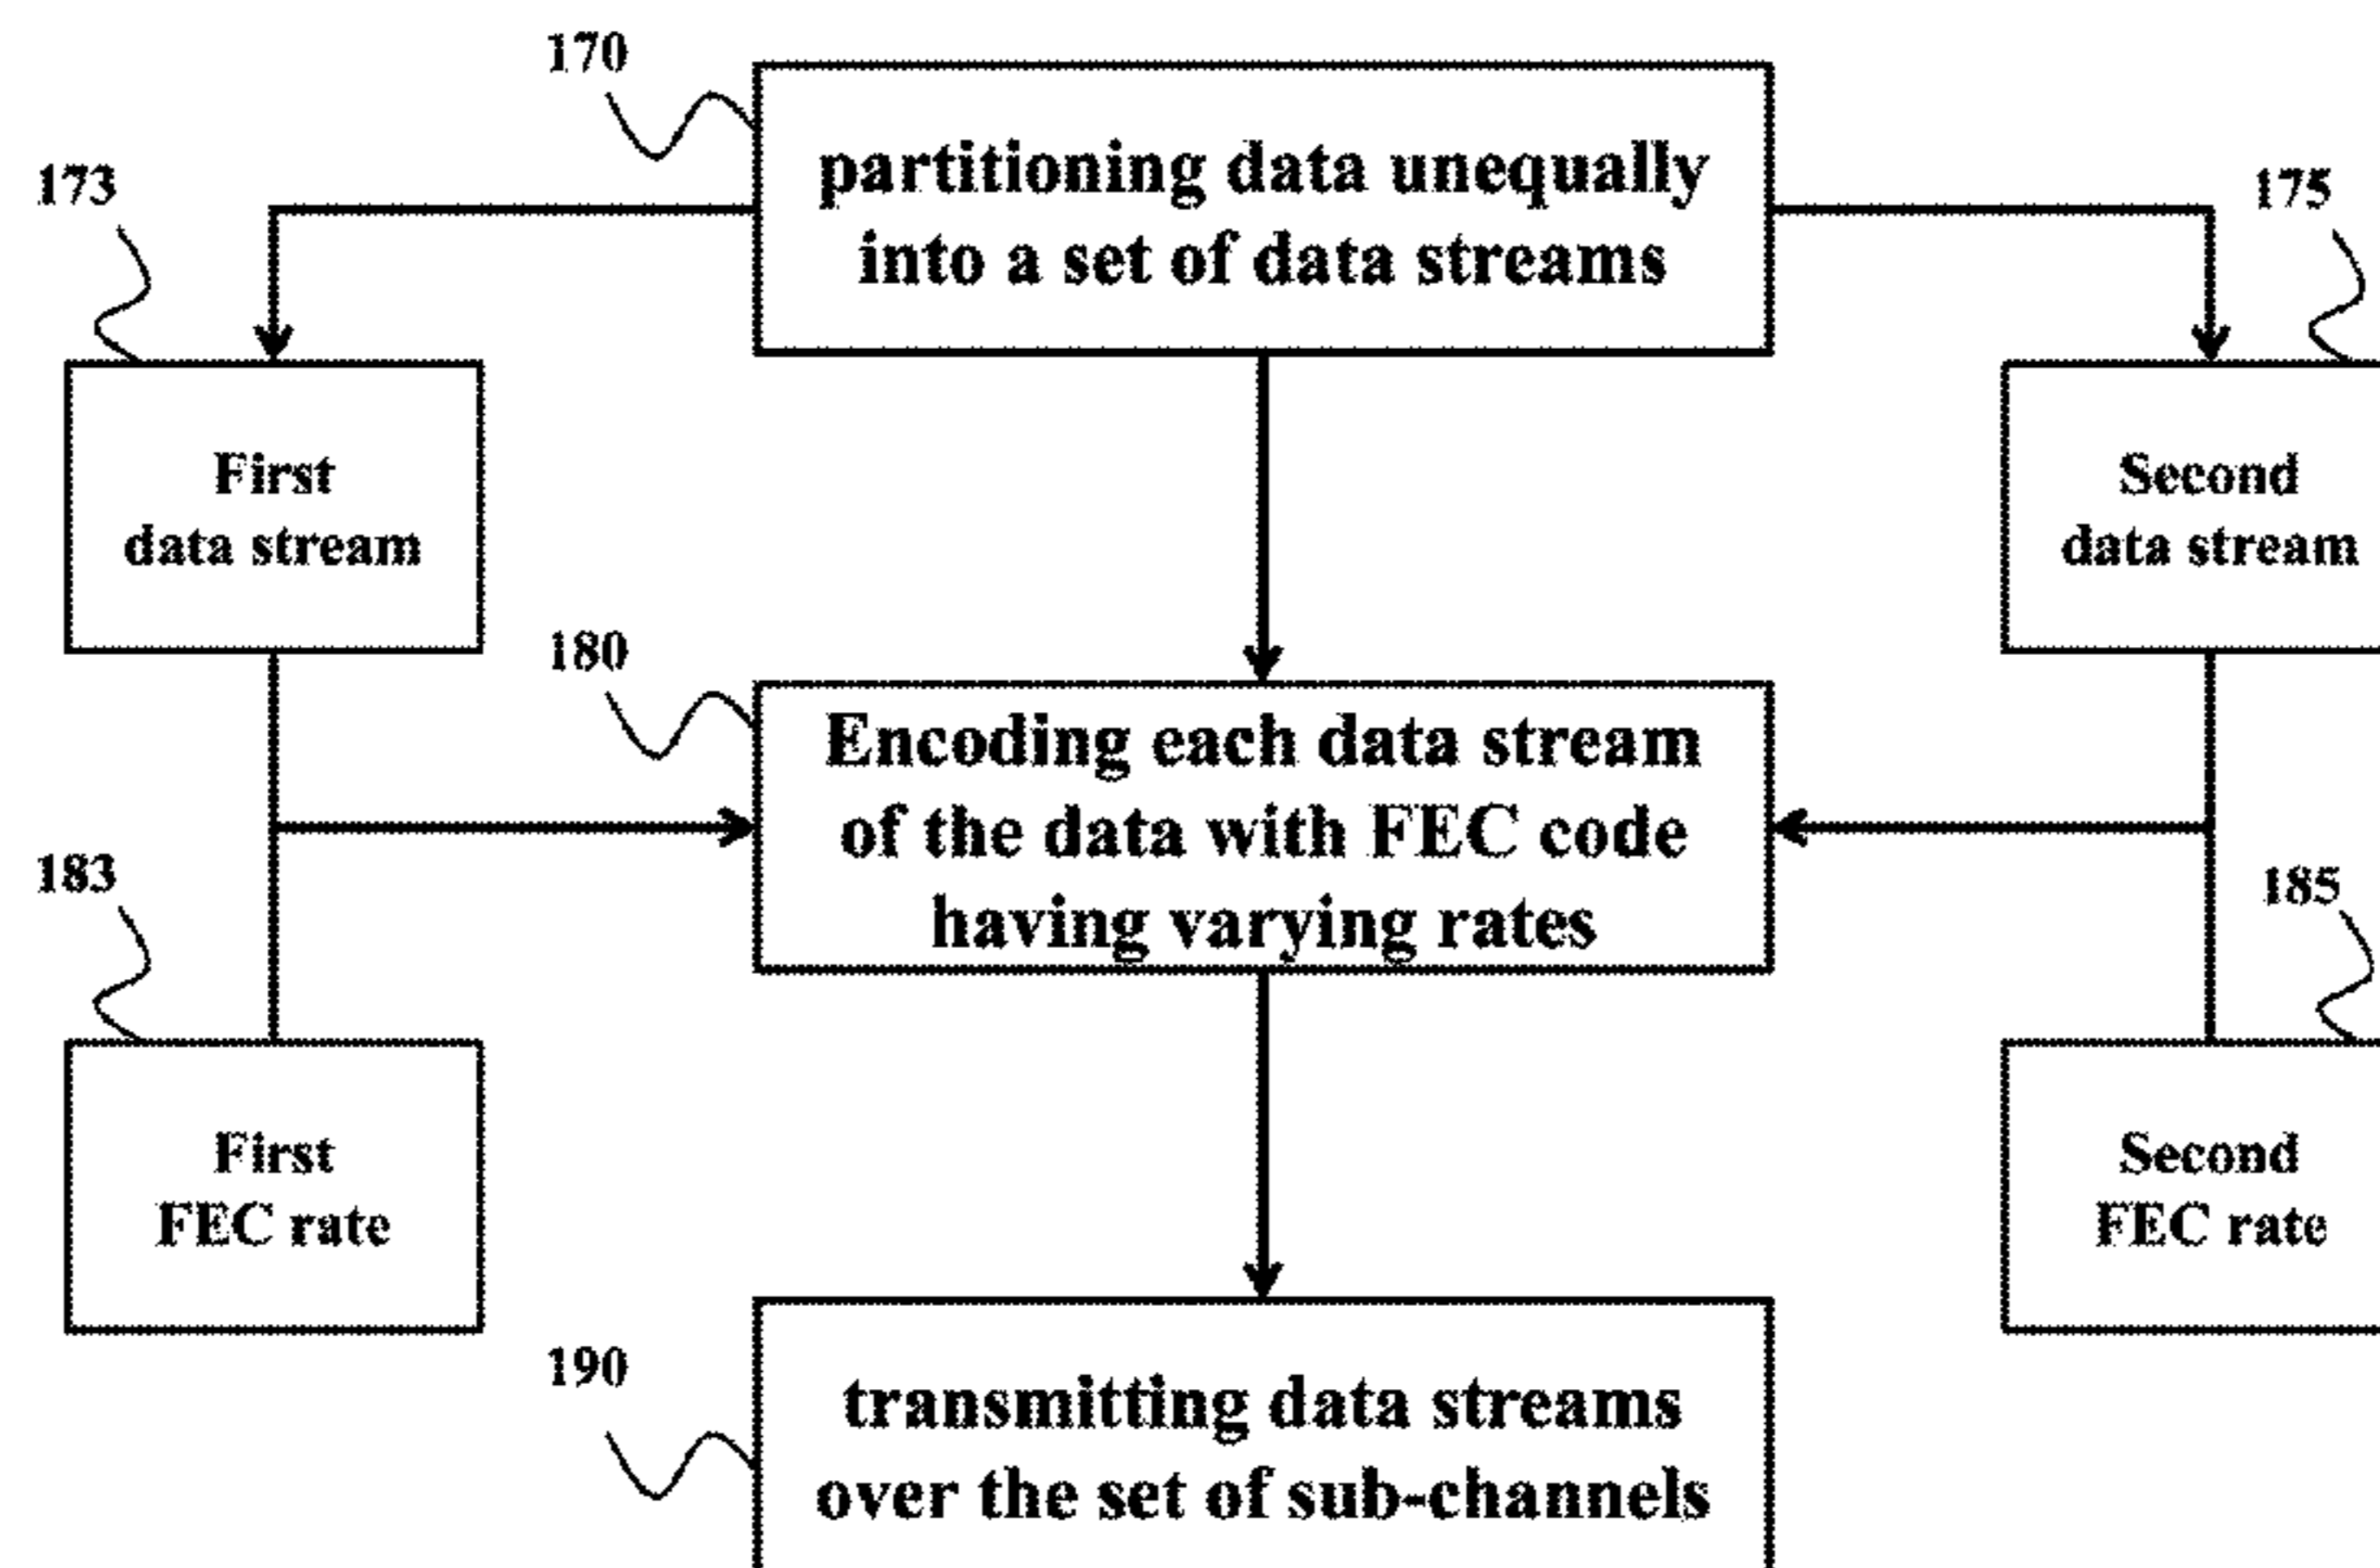 170
partitioning data unequally
into a set of data streams
173
175
First
data stream
Second
data stream
180
Encoding each data stream
of the data with FEC code
having varying rates
183
185
First
FEC rate
Second
FEC rate
190
transmitting data streams
over the set of sub-channels